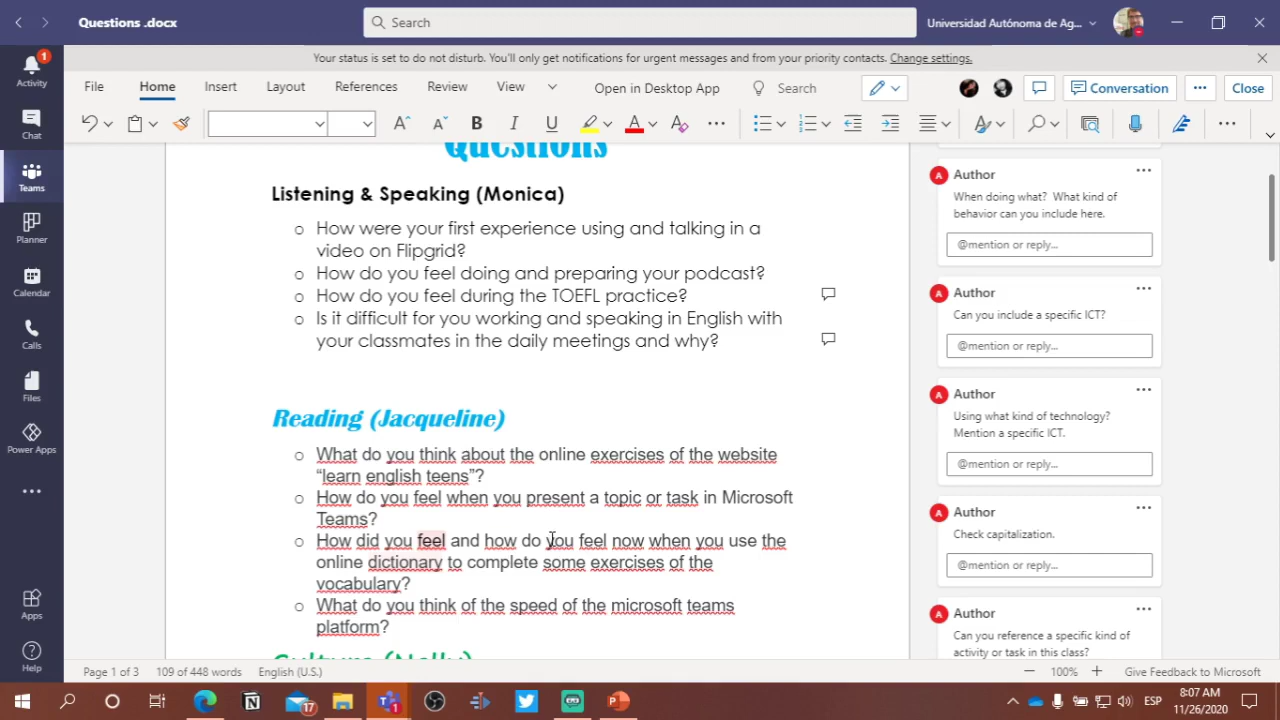 Questions .docx
Search
Universidad Autónoma de Ag...
Your status is set to do not disturb. You'll only get notifications for urgent messages and from your priority contacts. Change settings.
1
Activity
Chat
Teams
Planner
Calendar
Calls
Files
Power Apps
Apps
Help
File Home Insert Layout References Review View Open in Desktop App Search Conversation Close
Questions
Listening & Speaking (Monica)
How were your first experience using and talking in a
video on Flipgrid?
How do you feel doing and preparing your podcast?
How do you feel during the TOEFL practice?
Is it difficult for you working and speaking in English with
your classmates in the daily meetings and why?
Reading (Jacqueline)
What do you think about the online exercises of the website
“learn english teens”?
How do you feel when you present a topic or task in Microsoft
Teams?
How did you feel and how do you feel now when you use the
online dictionary to complete some exercises of the
vocabulary?
What do you think of the speed of the microsoft teams
platform?
Culture (Nelly)
A Author
When doing what? What kind of
behavior can you include here.
@mention or reply...
A Author
Can you include a specific ICT?
@mention or reply...
A Author
Using what kind of technology?
Mention a specific ICT.
@mention or reply...
A Author
Check capitalization.
@mention or reply...
A Author
Can you reference a specific kind of
activity or task in this class?
Page 1 of 3 109 of 448 words English (U.S.) 100% Give Feedback to Microsoft
17
1
ESP
8:07 AM
11/26/2020